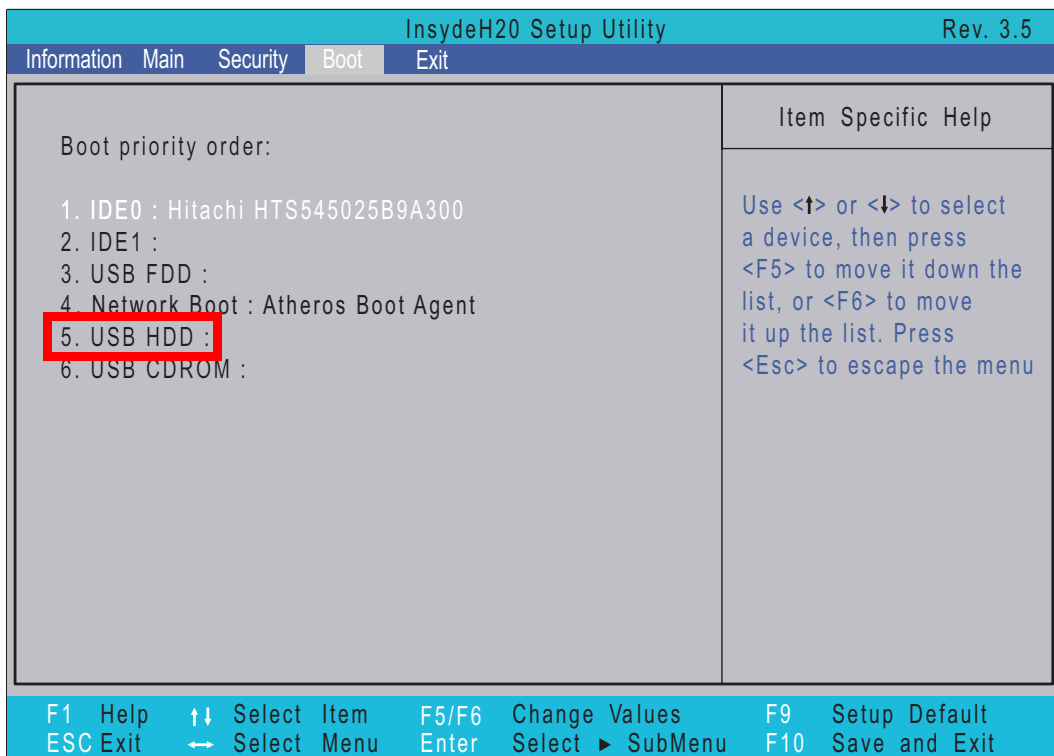 InsydeH20 Setup Utility Rev. 3.5
Information Main Security Boot Exit
Boot priority order:
1. IDE0 : Hitachi HTS545025B9A300
2. IDE1 :
3. USB FDD :
4. Network Boot : Atheros Boot Agent
5. USB HDD :
6. USB CDROM :
Item Specific Help
Use <↑> or <↓> to select
a device, then press
<F5> to move it down the
list, or <F6> to move
it up the list. Press
<Esc> to escape the menu
F1 Help ↑↓ Select Item F5/F6 Change Values F9 Setup Default
ESC Exit ↔ Select Menu Enter Select ► SubMenu F10 Save and Exit